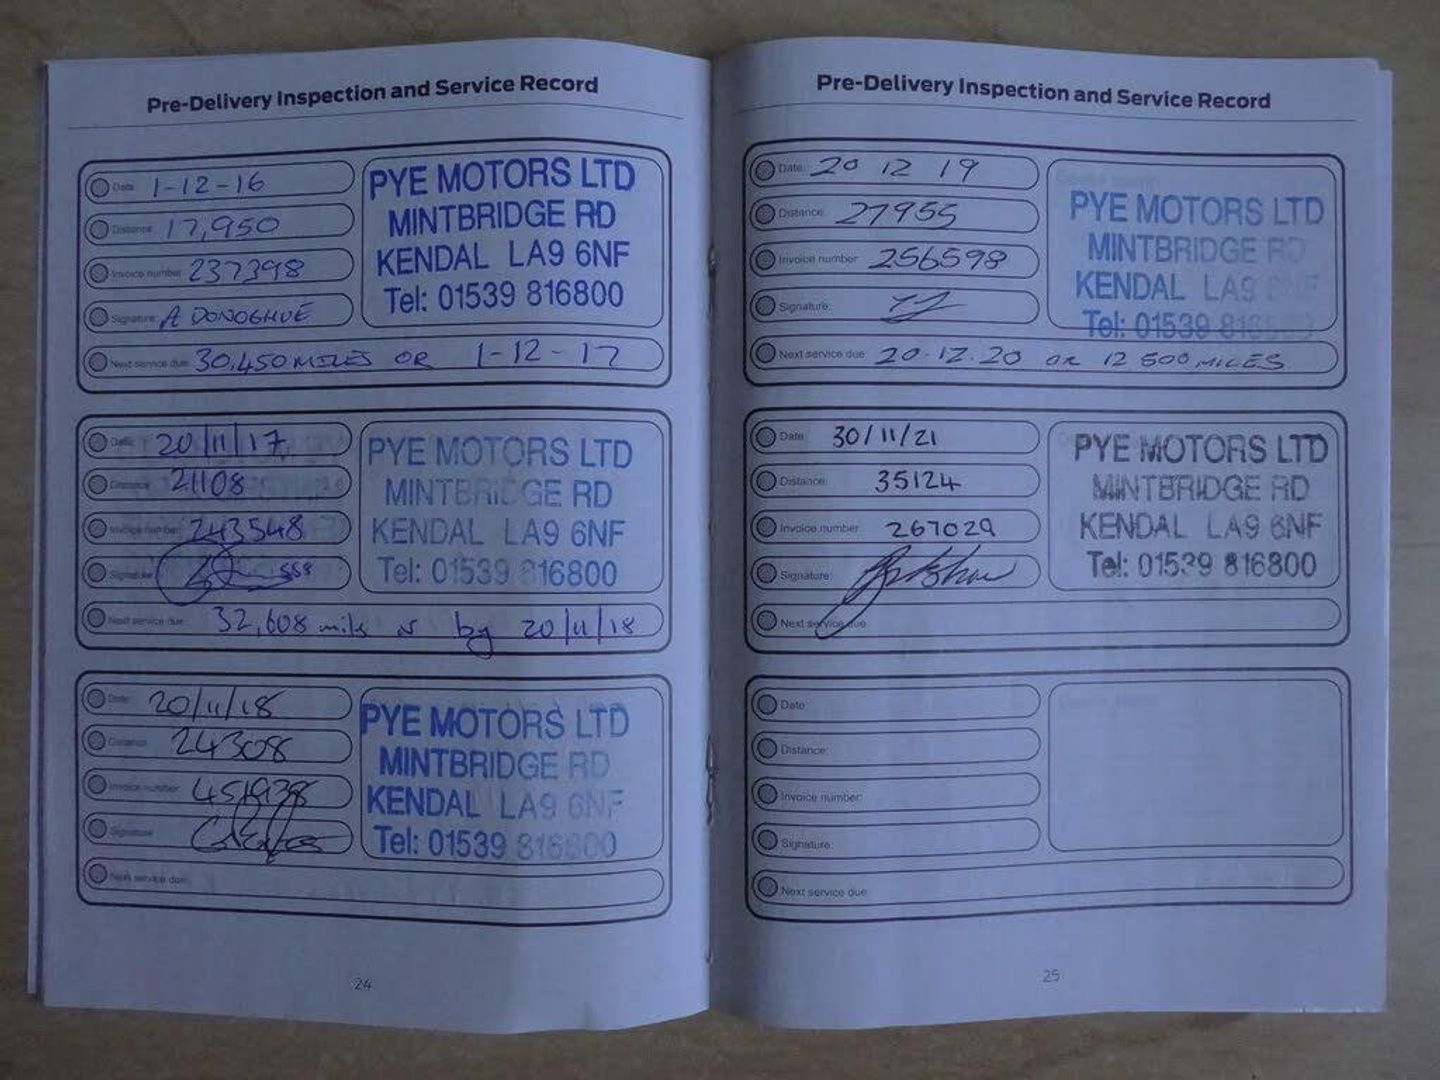 Pre-Delivery Inspection and Service Record
Date: 1-12-16
Distance: 17,950
Invoice number: 237398
Signature: A DONOGHUE
Next service due: 30,450 MILES OR 1-12-17
PYE MOTORS LTD
MINTBRIDGE RD
KENDAL LA9 6NF
Tel: 01539 816800
Date: 20/11/17
Distance: 21108
Invoice number: 243548
Signature: 558
Next service due: 32,608 miles or by 20/11/18
PYE MOTORS LTD
MINTBRIDGE RD
KENDAL LA9 6NF
Tel: 01539 816800
Date: 20/11/18
Distance: 24308
Invoice number: 451938
Signature:
Next service due:
PYE MOTORS LTD
MINTBRIDGE RD
KENDAL LA9 6NF
Tel: 01539 816800
24
Pre-Delivery Inspection and Service Record
Date: 20 12 19
Distance: 27955
Invoice number: 256598
Signature:
Next service due: 20.12.20 OR 12 500 MILES
PYE MOTORS LTD
MINTBRIDGE RD
KENDAL LA9 6NF
Tel: 01539 816800
Date: 30/11/21
Distance: 35124
Invoice number: 267029
Signature:
Next service due:
PYE MOTORS LTD
MINTBRIDGE RD
KENDAL LA9 6NF
Tel: 01539 816800
Date:
Distance:
Invoice number:
Signature:
Next service due:
25